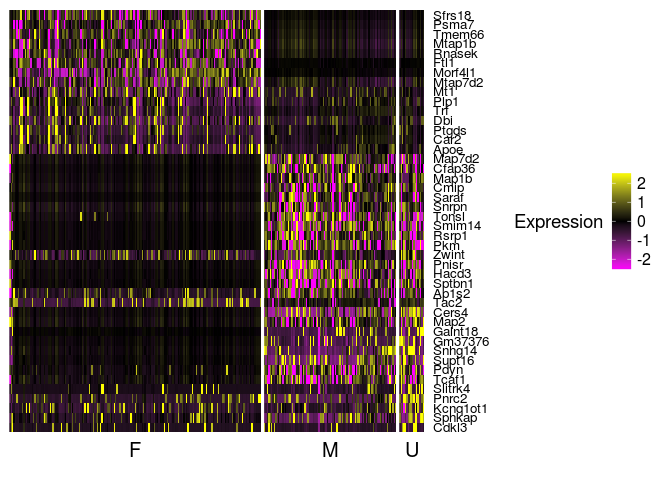 Sfrs18
Psma7
Tmem66
Mtap1b
Rnasek
Ftl1
Morf4l1
Mtap7d2
Mt1
Plp1
Trf
Dbi
Ptgds
Car2
Apoe
Map7d2
Cfap36
Map1b
Cmip
Saraf
Snrpn
Tonsl
Smim14
Rsrp1
Pkm
Zwint
Pnisr
Hacd3
Sptbn1
Ap1s2
Tac2
Cers4
Map2
Galnt18
Gm37376
Snhg14
Supt16
Pdyn
Tcaf1
Slitrk4
Pnrc2
Kcnq1ot1
Sphkap
Cdkl3
F M U
Expression
2
1
0
-1
-2